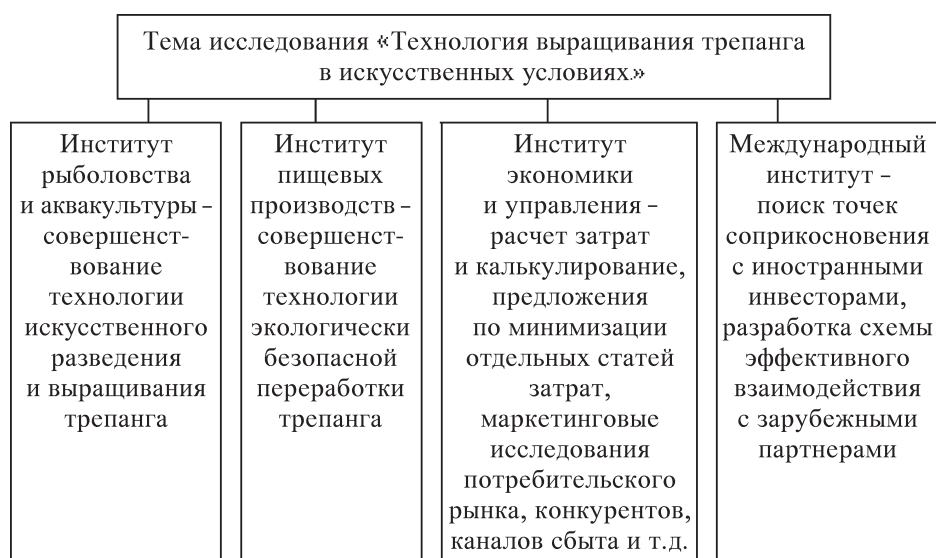 Тема исследования «Технология выращивания трепанга
в искусственных условиях.»
Институт
рыболовства
и аквакультуры –
совершенст-
вование
технологии
искусственного
разведения
и выращивания
трепанга
Институт
пищевых
производств –
совершенст-
вование
технологии
экологически
безопасной
переработки
трепанга
Институт
экономики
и управления –
расчет затрат
и калькулирование,
предложения
по минимизации
отдельных статей
затрат,
маркетинговые
исследования
потребительского
рынка, конкурентов,
каналов сбыта и т.д.
Международный
институт –
поиск точек
соприкосновения
с иностранными
инвесторами,
разработка схемы
эффективного
взаимодействия
с зарубежными
партнерами